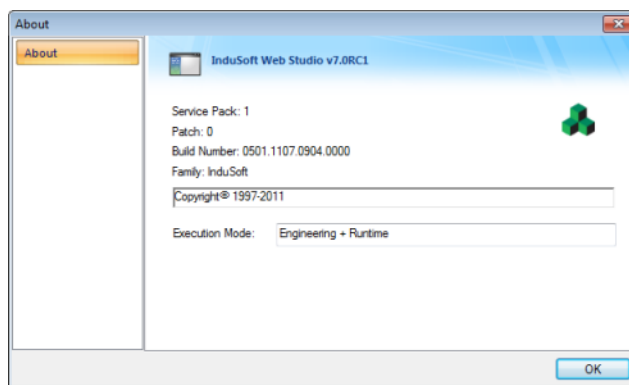 About
About
InduSoft Web Studio v7.0RC1
Service Pack: 1
Patch: 0
Build Number: 0501.1107.0904.0000
Family: InduSoft
Copyright® 1997-2011
Execution Mode: Engineering + Runtime
OK